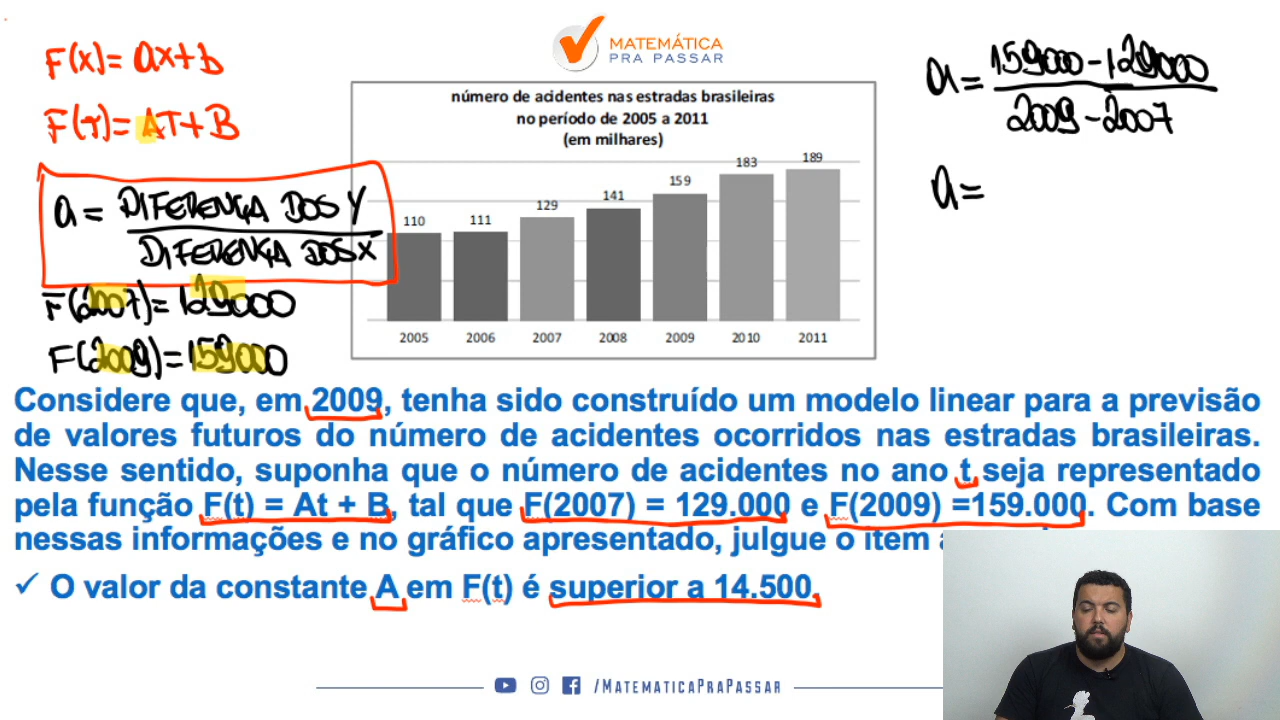 F(x)= ax+b
F(T)= AT+B
a = DIFERENÇA DOS Y
DIFERENÇA DOS X
F(2007)=129000
F(2009)=159000
MATEMÁTICA
PRA PASSAR
número de acidentes nas estradas brasileiras
no período de 2005 a 2011
(em milhares)
110 111 129 141 159 183 189
2005 2006 2007 2008 2009 2010 2011
a= 159000-129000
2009-2007
a=
Considere que, em 2009, tenha sido construído um modelo linear para a previsão
de valores futuros do número de acidentes ocorridos nas estradas brasileiras.
Nesse sentido, suponha que o número de acidentes no ano t seja representado
pela função F(t) = At + B, tal que F(2007) = 129.000 e F(2009) =159.000. Com base
nessas informações e no gráfico apresentado, julgue o item a
✓ O valor da constante A em F(t) é superior a 14.500.
/MatematicaPraPassar